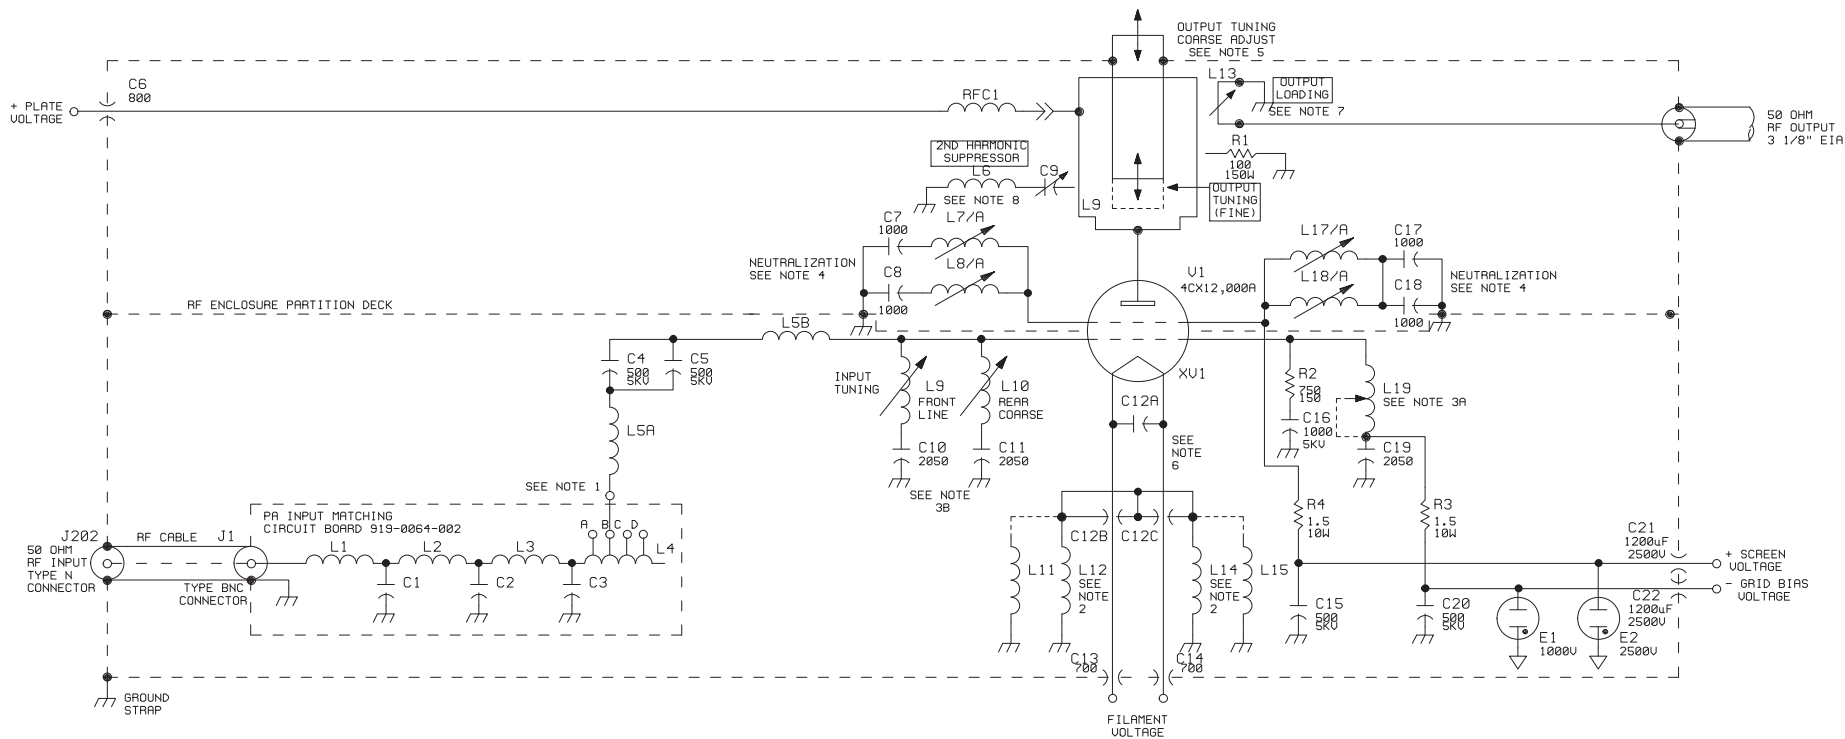 OUTPUT TUNING
COARSE ADJUST
SEE NOTE 5
C6
800
+ PLATE
VOLTAGE
RFC1
L13
OUTPUT
LOADING
SEE NOTE 7
50 OHM
RF OUTPUT
3 1/8" EIA
2ND HARMONIC
SUPPRESSOR
L6
C9
SEE NOTE 8
R1
100
150W
OUTPUT
TUNING
(FINE)
L9
C7
1000
L7/A
C8
1000
L8/A
NEUTRALIZATION
SEE NOTE 4
V1
4CX12,000A
L17/A
C17
1000
L18/A
C18
1000
NEUTRALIZATION
SEE NOTE 4
RF ENCLOSURE PARTITION DECK
L5B
C4
500
5KV
C5
500
5KV
INPUT
TUNING
L9
FRONT
LINE
L10
REAR
COARSE
XV1
C12A
R2
750
150
L19
SEE NOTE 3A
C16
1000
5KV
L5A
C10
2050
C11
2050
SEE NOTE
3B
SEE
NOTE
6
C19
2050
SEE NOTE 1
PA INPUT MATCHING
CIRCUIT BOARD 919-0064-002
A B C D
J202
50 OHM
RF INPUT
TYPE N
CONNECTOR
RF CABLE
J1
TYPE BNC
CONNECTOR
L1
L2
L3
L4
C1
C2
C3
C12B
C12C
L11
L12
SEE
NOTE
2
L14
SEE
NOTE
2
L15
R4
1.5
10W
R3
1.5
10W
C21
1200uF
2500V
+ SCREEN
VOLTAGE
- GRID BIAS
VOLTAGE
C22
1200uF
2500V
C15
500
5KV
C20
500
5KV
E1
1000V
E2
2500V
C13
700
C14
700
GROUND
STRAP
FILAMENT
VOLTAGE